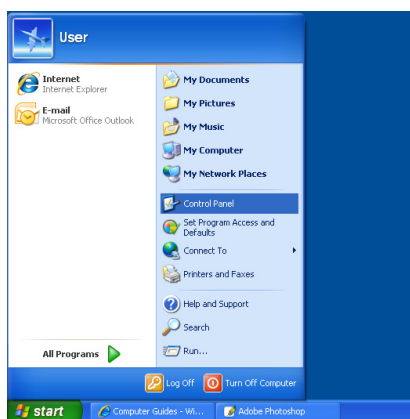 User
Internet
Internet Explorer
E-mail
Microsoft Office Outlook
All Programs
My Documents
My Pictures
My Music
My Computer
My Network Places
Control Panel
Set Program Access and
Defaults
Connect To
Printers and Faxes
Help and Support
Search
Run...
Log Off
Turn Off Computer
start
Computer Guides - Wi...
Adobe Photoshop